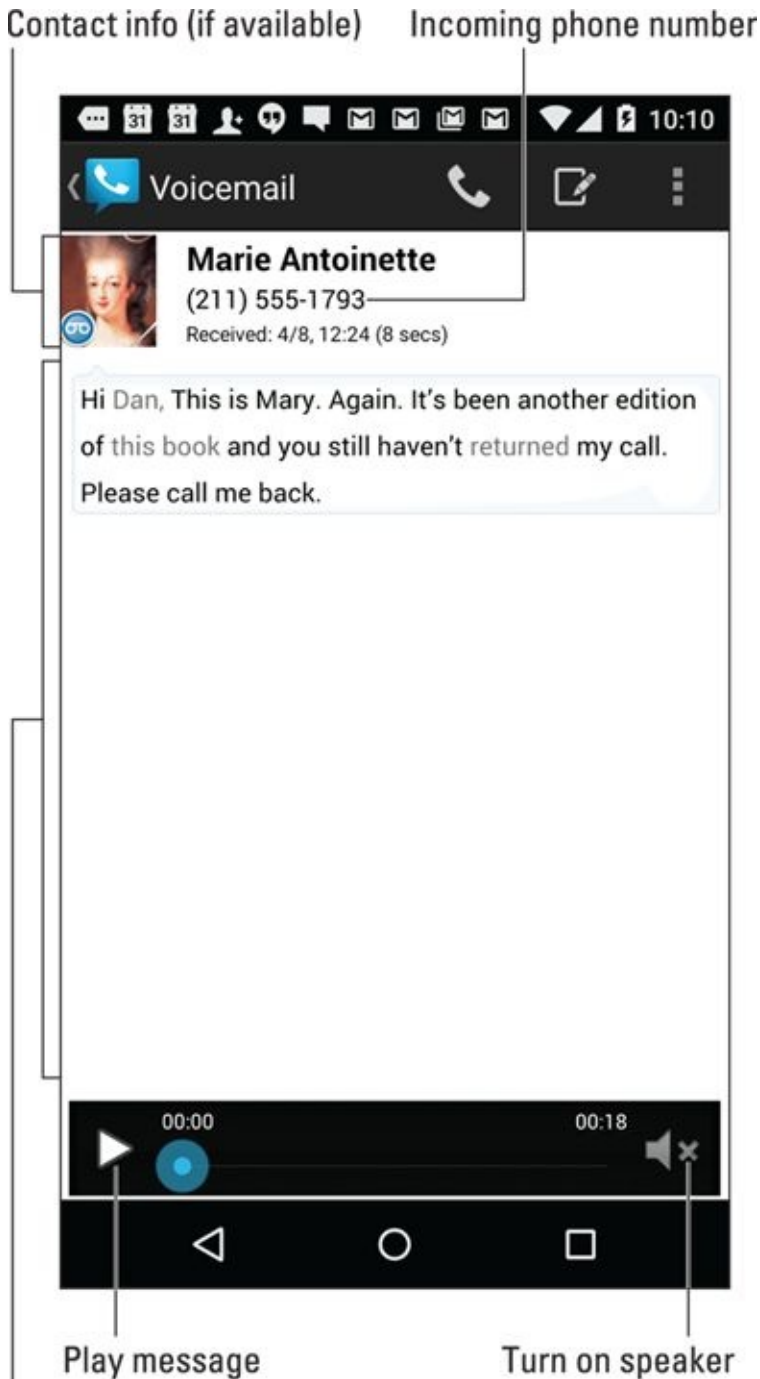 Contact info (if available) Incoming phone number
31 31 10:10
Voicemail
Marie Antoinette
(211) 555-1793
Received: 4/8, 12:24 (8 secs)
Hi Dan, This is Mary. Again. It's been another edition
of this book and you still haven't returned my call.
Please call me back.
00:00 00:18
Play message Turn on speaker